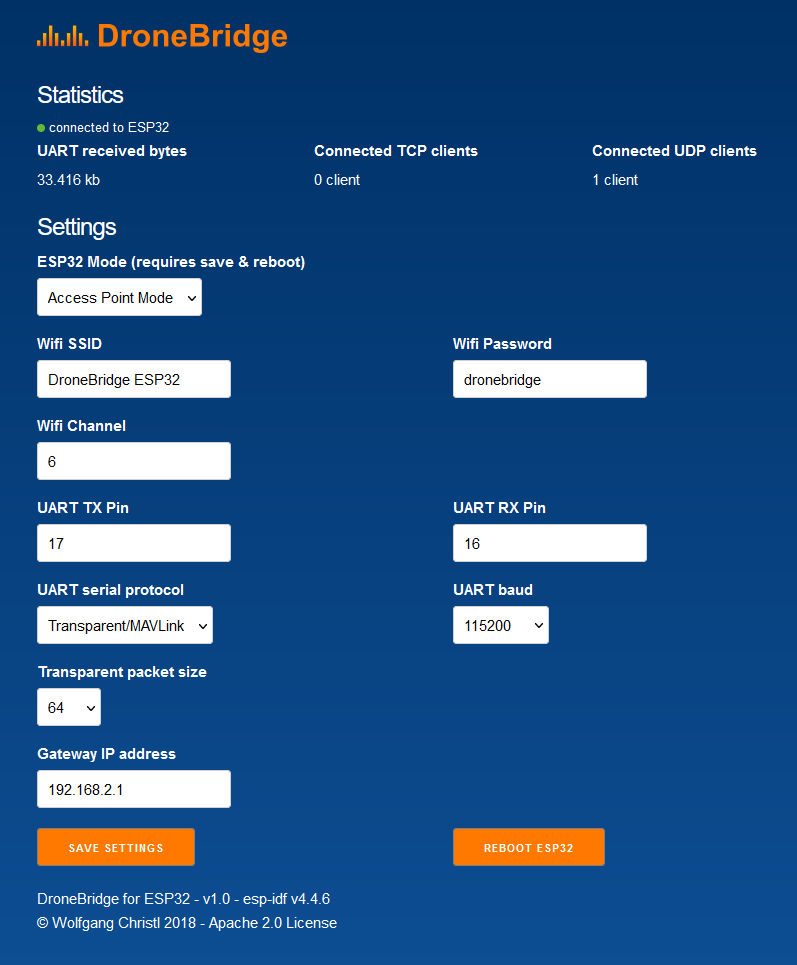 DroneBridge
Statistics
connected to ESP32
UART received bytes Connected TCP clients Connected UDP clients
33.416 kb 0 client 1 client
Settings
ESP32 Mode (requires save & reboot)
Access Point Mode
Wifi SSID Wifi Password
DroneBridge ESP32 dronebridge
Wifi Channel
6
UART TX Pin UART RX Pin
17 16
UART serial protocol UART baud
Transparent/MAVLink 115200
Transparent packet size
64
Gateway IP address
192.168.2.1
SAVE SETTINGS REBOOT ESP32
DroneBridge for ESP32 - v1.0 - esp-idf v4.4.6
© Wolfgang Christl 2018 - Apache 2.0 License